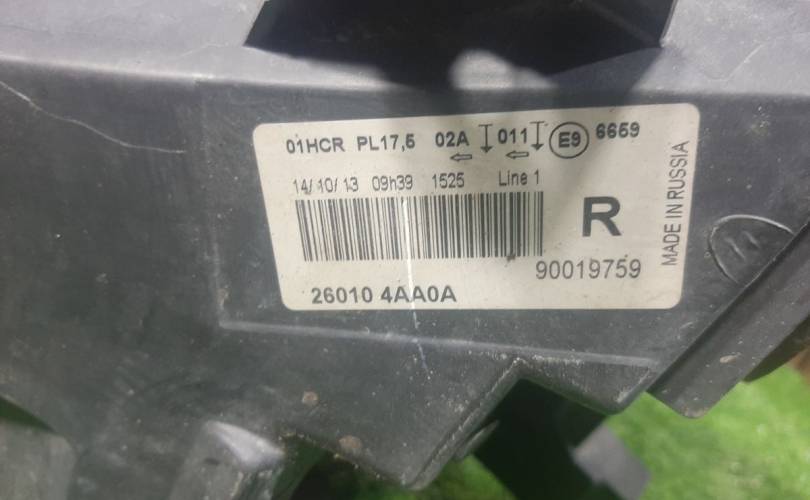 01HCR PL17,5 02A 011 E9 6659
14/10/13 09h39 1525 Line 1
R
MADE IN RUSSIA
90019759
26010 4AA0A